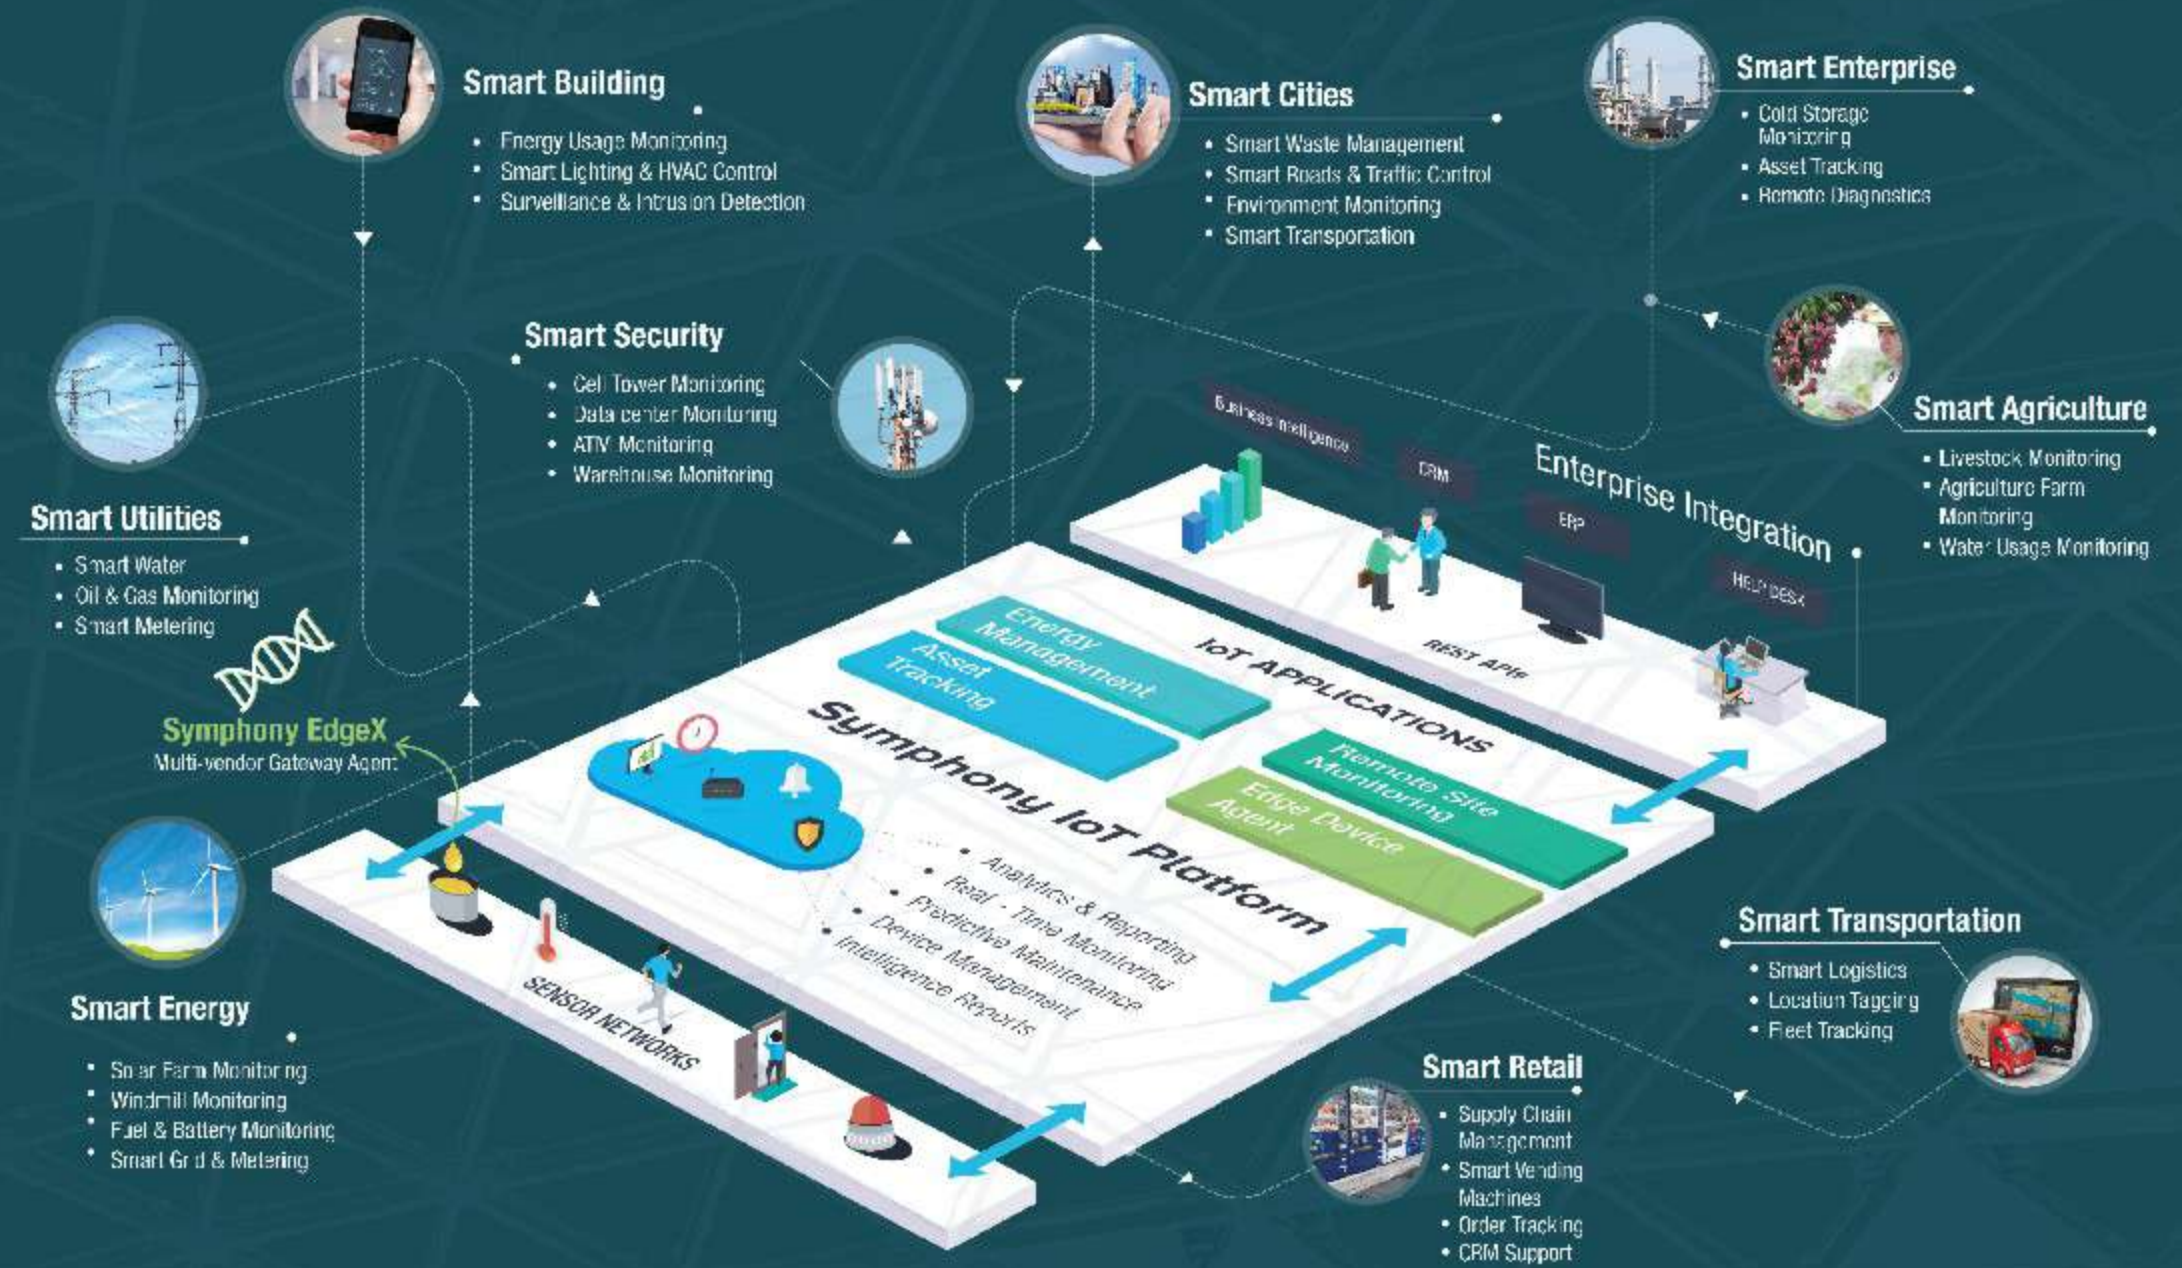 Smart Building
• Energy Usage Monitoring
• Smart Lighting & HVAC Control
• Surveillance & Intrusion Detection
Smart Cities
• Smart Waste Management
• Smart Roads & Traffic Control
• Environment Monitoring
• Smart Transportation
Smart Enterprise
• Cold Storage
Monitoring
• Asset Tracking
• Remote Diagnostics
Smart Security
• Cell Tower Monitoring
• Data center Monitoring
• ATM Monitoring
• Warehouse Monitoring
Smart Agriculture
• Livestock Monitoring
• Agriculture Farm
Monitoring
• Water Usage Monitoring
Smart Utilities
• Smart Water
• Oil & Gas Monitoring
• Smart Metering
Symphony EdgeX
Multi-vendor Gateway Agent
Smart Energy
• Solar Farm Monitoring
• Windmill Monitoring
• Fuel & Battery Monitoring
• Smart Grid & Metering
Enterprise Integration
Business Intelligence
CRM
ERP
HELP DESK
REST APIs
IoT APPLICATIONS
Energy
Management
Asset
Tracking
Remote Site
Monitoring
Edge Device
Agent
Symphony IoT Platform
• Analytics & Reporting
• Real - Time Monitoring
• Predictive Maintenance
• Device Management
• Intelligence Reports
SENSOR NETWORKS
Smart Transportation
• Smart Logistics
• Location Tagging
• Fleet Tracking
Smart Retail
• Supply Chain
Management
• Smart Vending
Machines
• Order Tracking
• CRM Support